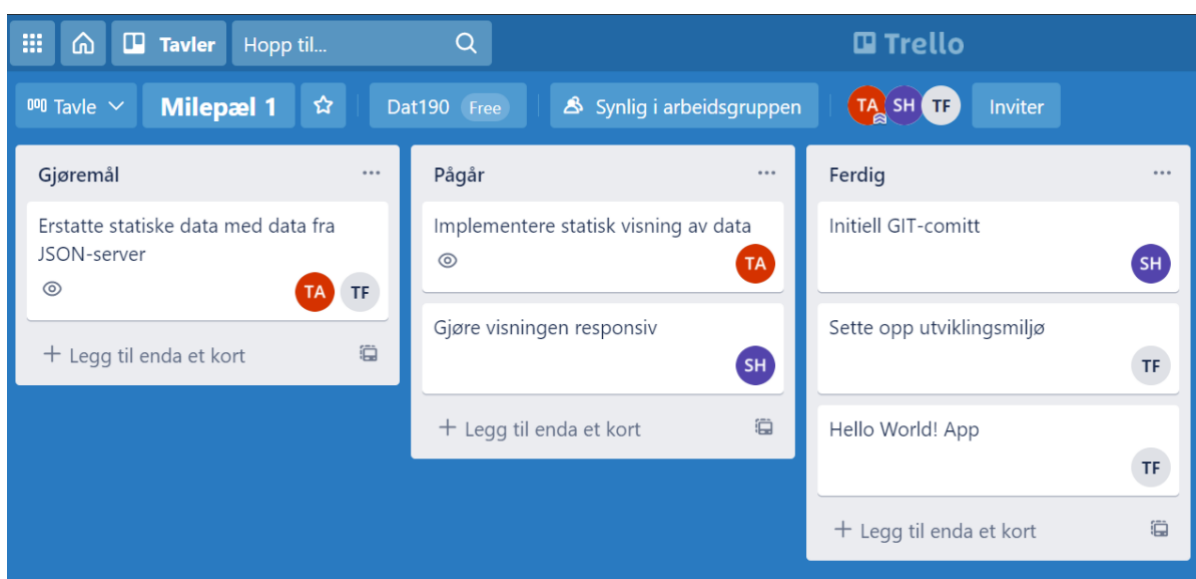 Tavler
Hopp til...
Trello
Tavle
Milepæl 1
Dat190 Free
Synlig i arbeidsgruppen
TA SH TF
Inviter
Gjøremål
Erstatte statiske data med data fra
JSON-server
TA TF
+ Legg til enda et kort
Pågår
Implementere statisk visning av data
TA
Gjøre visningen responsiv
SH
+ Legg til enda et kort
Ferdig
Initiell GIT-comitt
SH
Sette opp utviklingsmiljø
TF
Hello World! App
TF
+ Legg til enda et kort